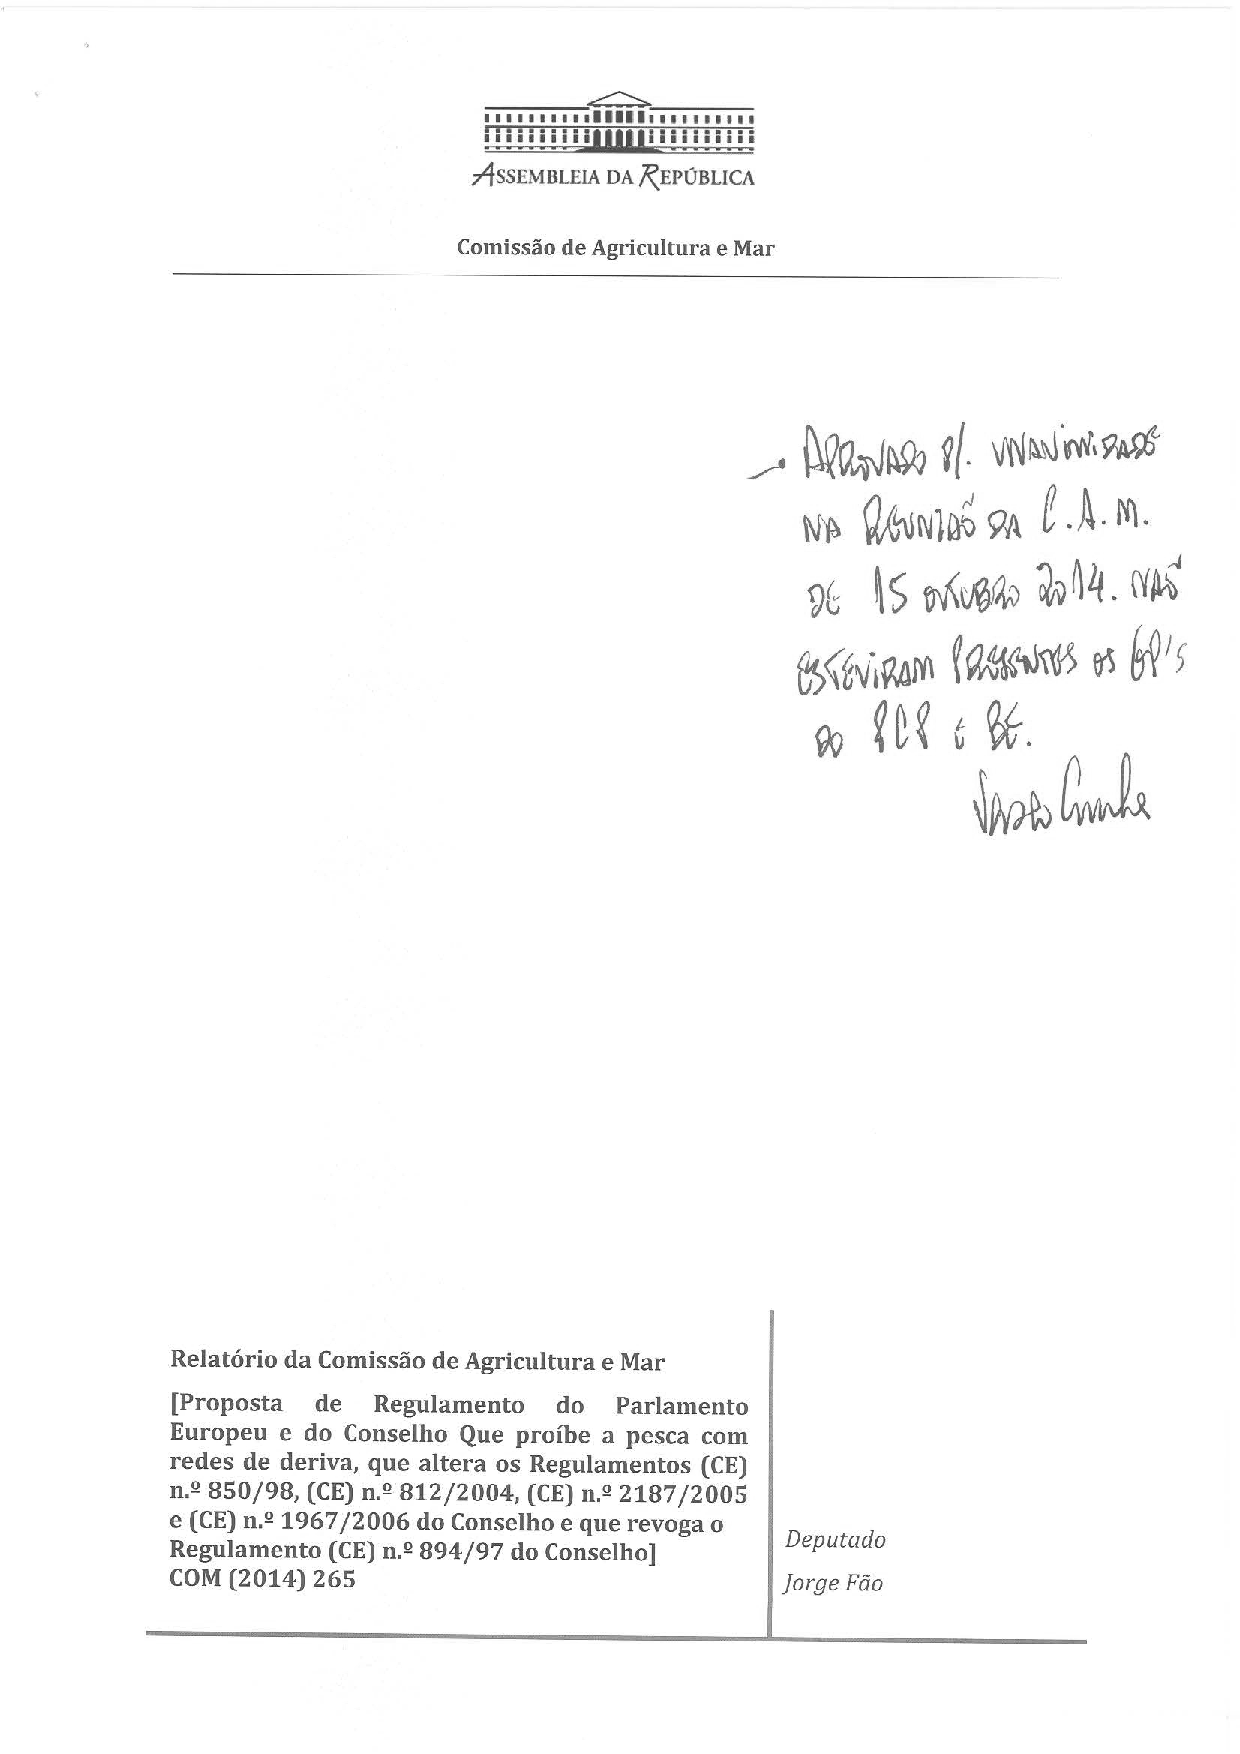 ASSEMBLEIA DA REPÚBLICA
Comissão de Agricultura e Mar
APROVADO P/. UNANIMIDADE
NA REUNIÃO DA C.A.M.
DE 15 OUTUBRO 2014. NÃO
ESTIVERAM PRESENTES OS GP'S
DO PCP E BE.
Vasco Cunha
Relatório da Comissão de Agricultura e Mar
[Proposta de Regulamento do Parlamento
Europeu e do Conselho Que proíbe a pesca com
redes de deriva, que altera os Regulamentos (CE)
n.º 850/98, (CE) n.º 812/2004, (CE) n.º 2187/2005
e (CE) n.º 1967/2006 do Conselho e que revoga o
Regulamento (CE) n.º 894/97 do Conselho]
COM (2014) 265
Deputado
Jorge Fão